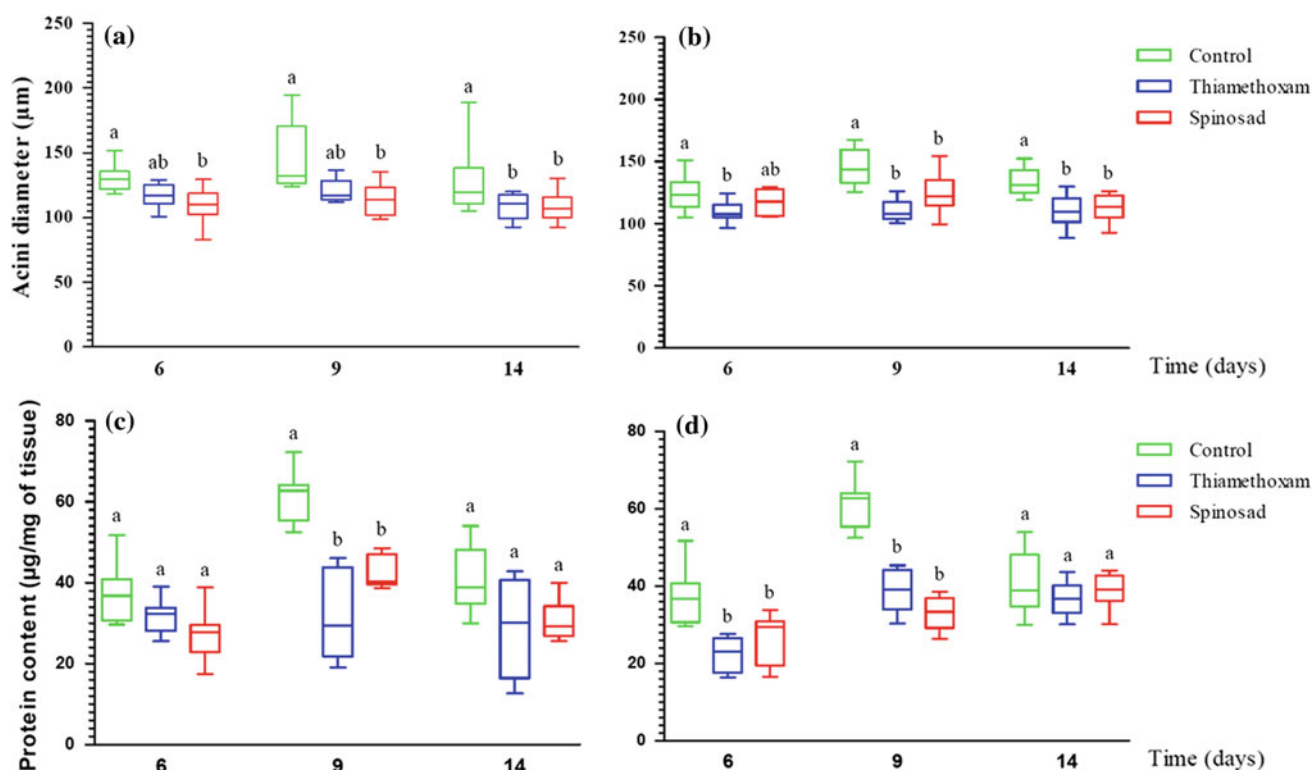 (a)
Acini diameter (µm)
250
200
150
100
50
0
a
ab
b
a
ab
b
a
b
b
6
9
14
(b)
250
200
150
100
50
0
a
b
ab
a
b
b
a
b
b
6
9
14
Time (days)
Control
Thiamethoxam
Spinosad
(c)
Protein content (µg/mg of tissue)
80
60
40
20
0
a
a
a
a
b
b
a
a
a
6
9
14
(d)
80
60
40
20
0
a
b
b
a
b
b
a
a
a
6
9
14
Time (days)
Control
Thiamethoxam
Spinosad